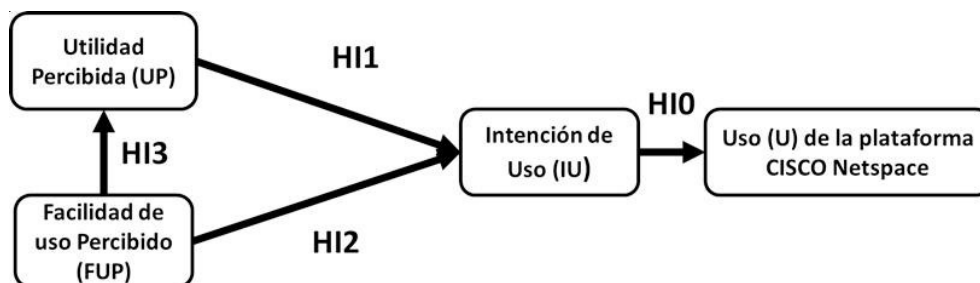 Utilidad
Percibida (UP)
HI1
HI3
Facilidad de
uso Percibido
(FUP)
HI2
Intención de
Uso (IU)
HI0
Uso (U) de la plataforma
CISCO Netspace